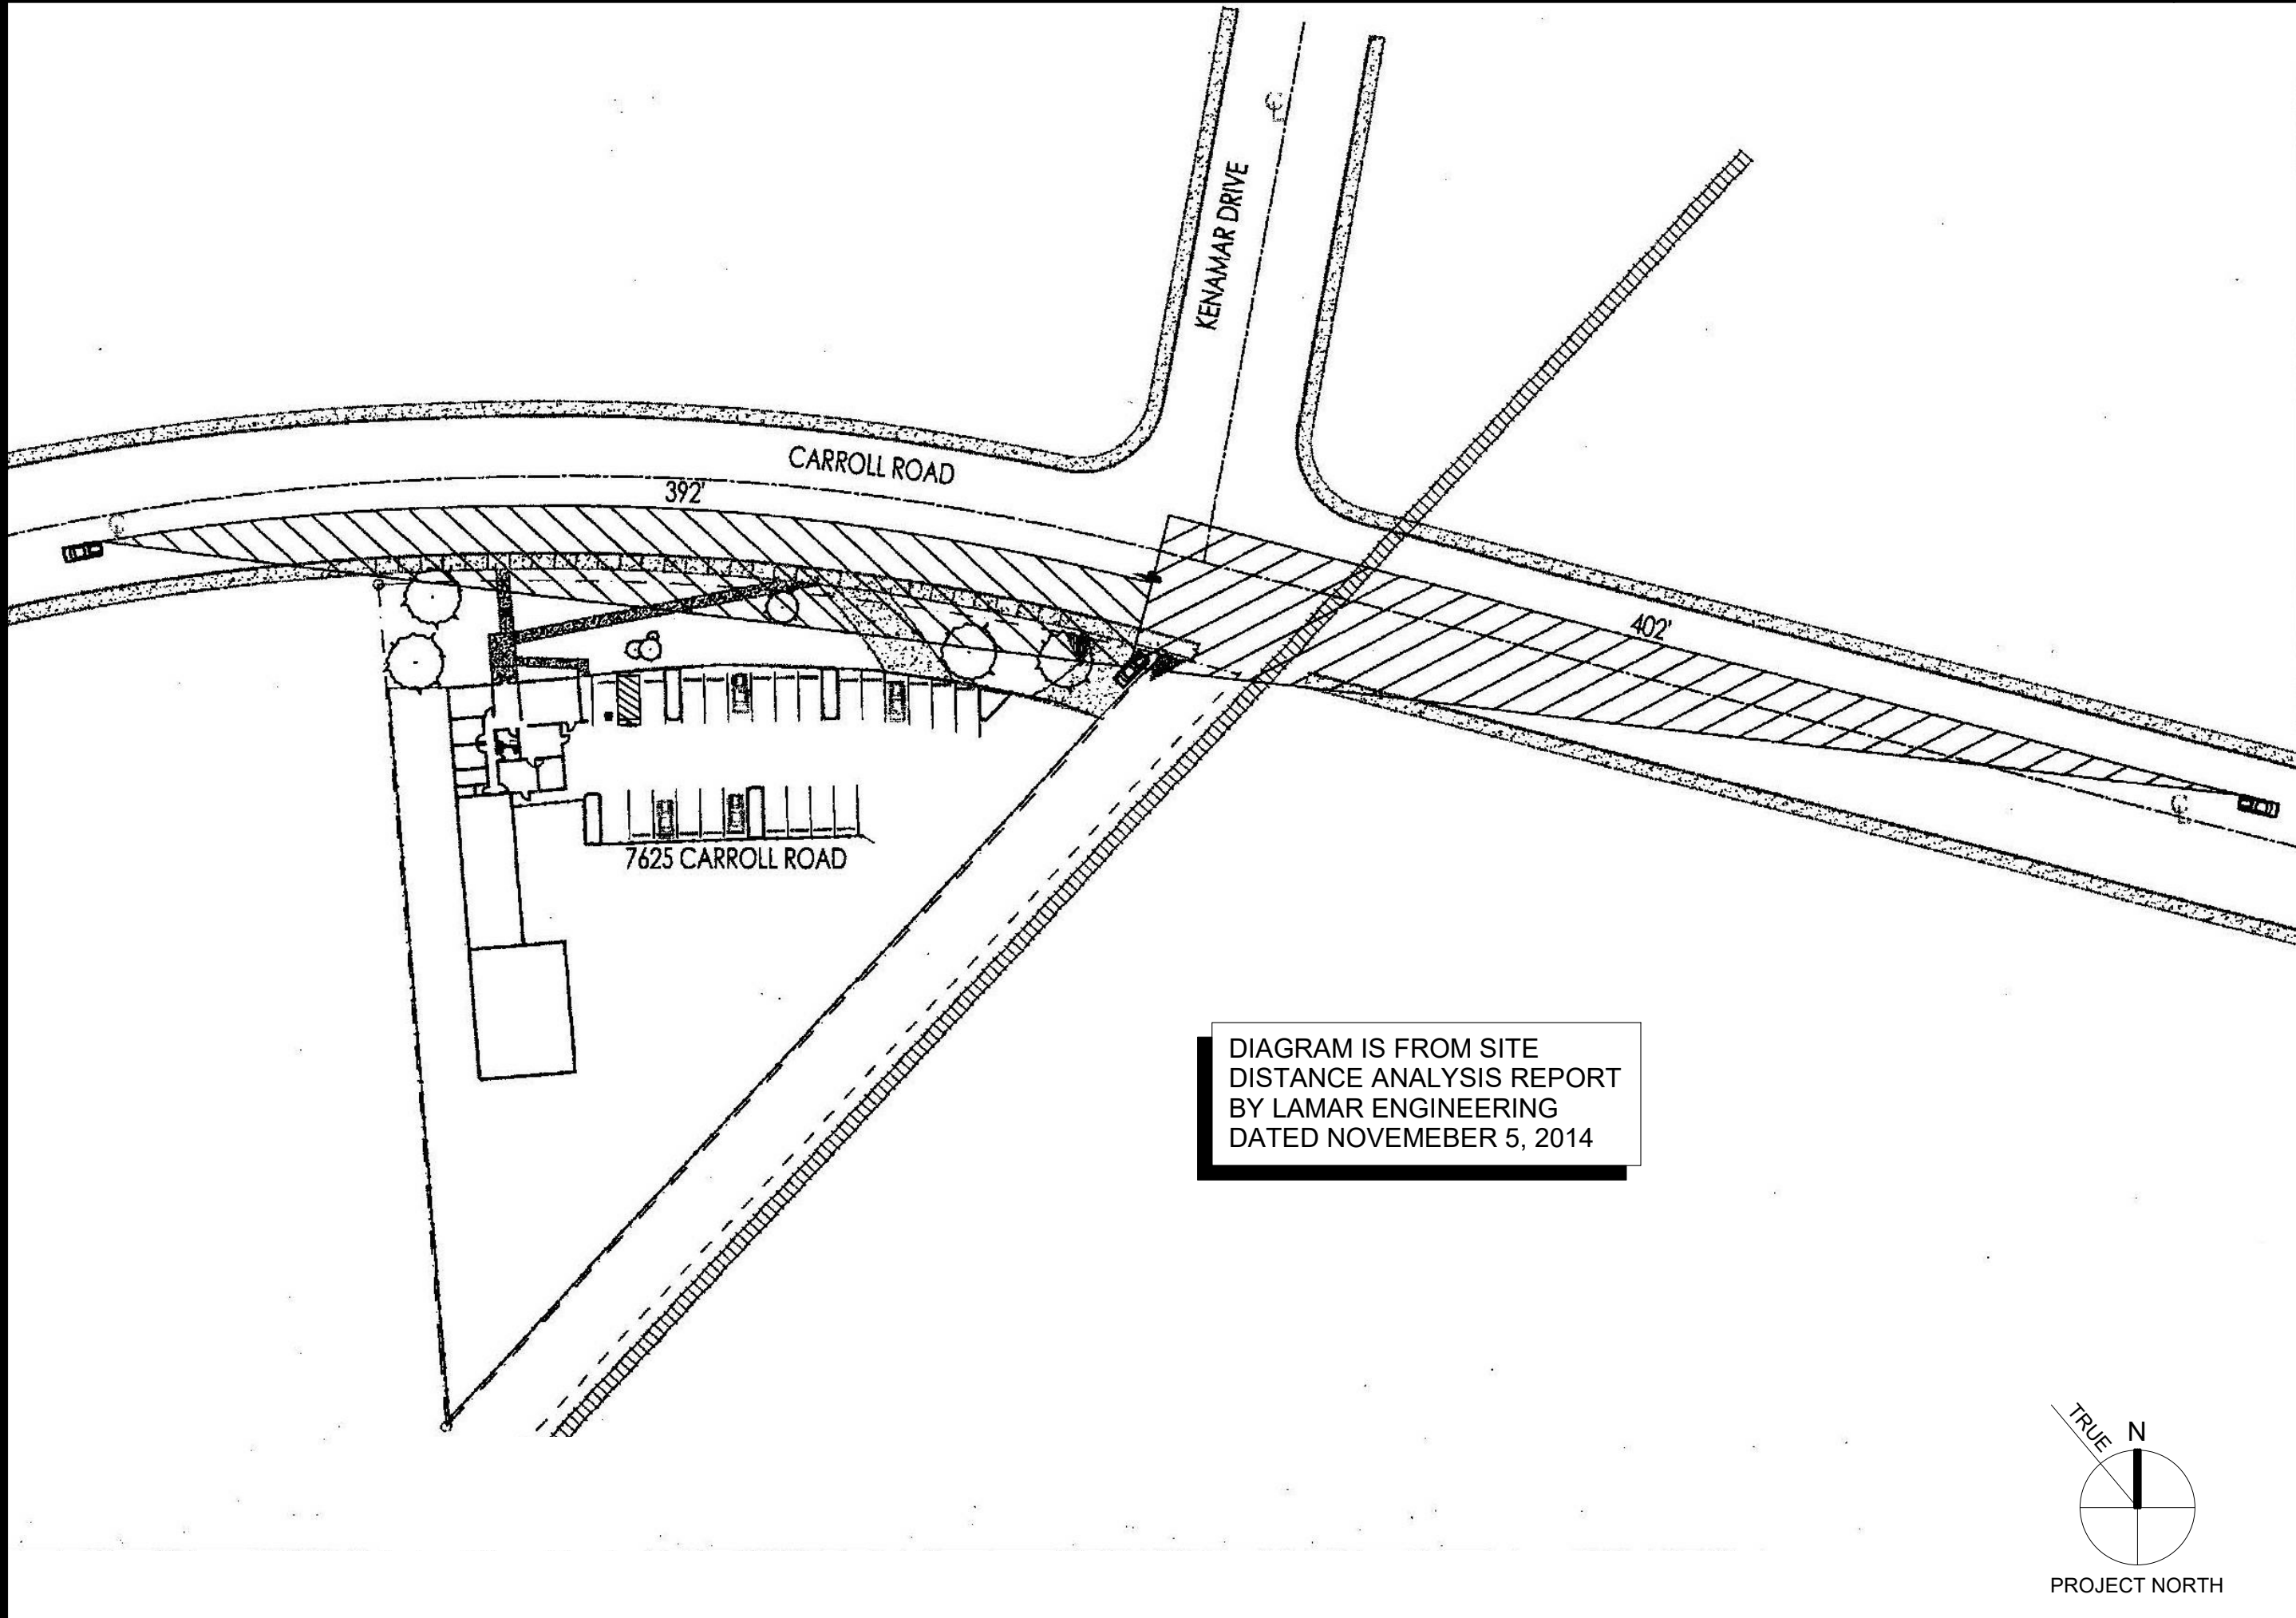 ℄
KENAMAR DRIVE
CARROLL ROAD
392'
℄
402'
℄
7625 CARROLL ROAD
DIAGRAM IS FROM SITE
DISTANCE ANALYSIS REPORT
BY LAMAR ENGINEERING
DATED NOVEMEBER 5, 2014
TRUE
N
PROJECT NORTH